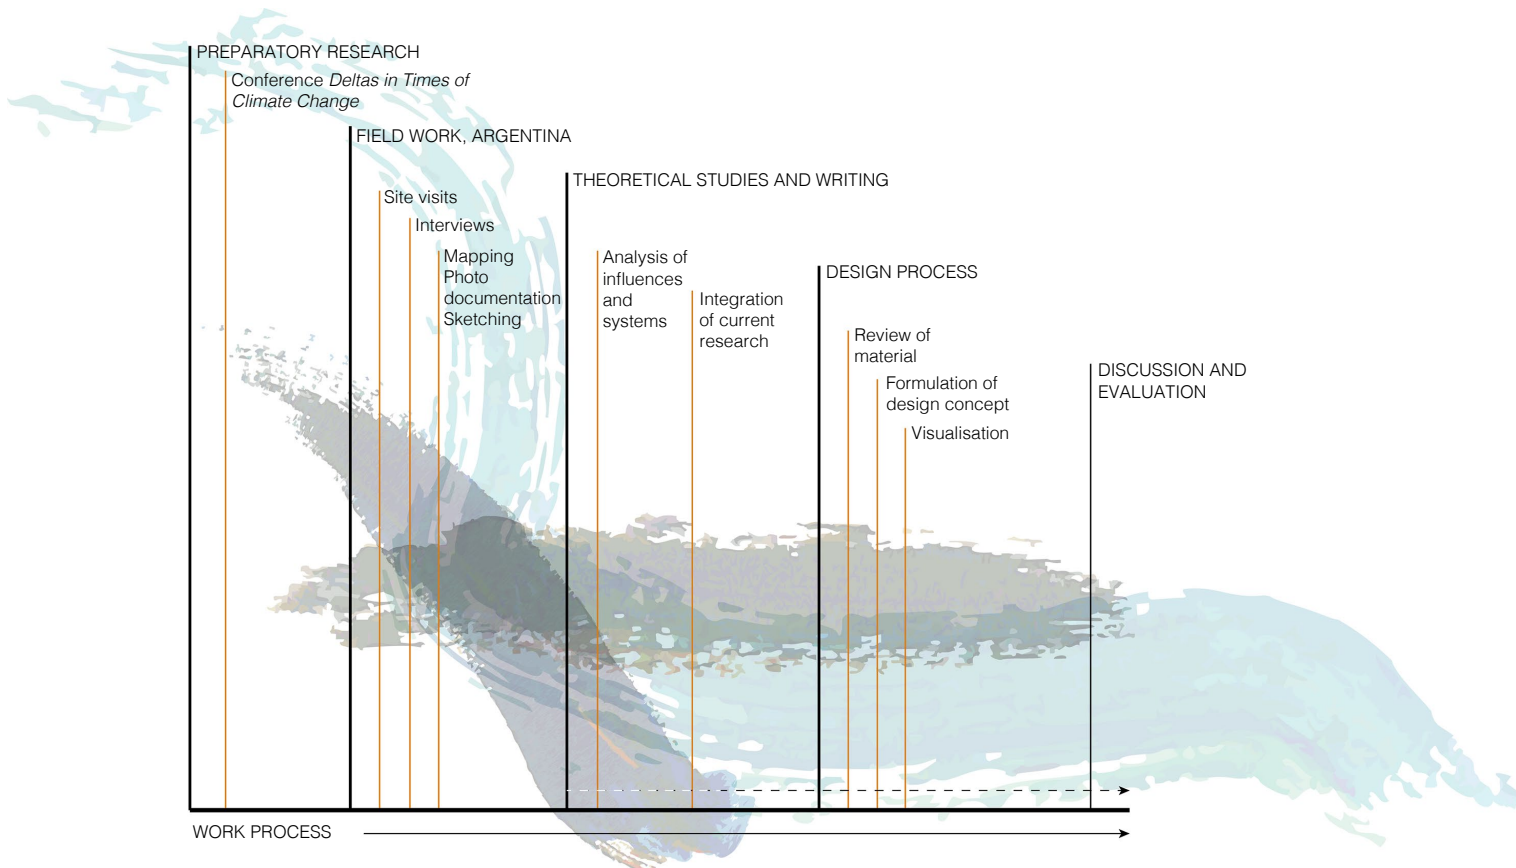 PREPARATORY RESEARCH
Conference Deltas in Times of
Climate Change
FIELD WORK, ARGENTINA
Site visits
Interviews
Mapping
Photo
documentation
Sketching
THEORETICAL STUDIES AND WRITING
Analysis of
influences
and
systems
Integration
of current
research
DESIGN PROCESS
Review of
material
Formulation of
design concept
Visualisation
DISCUSSION AND
EVALUATION
WORK PROCESS